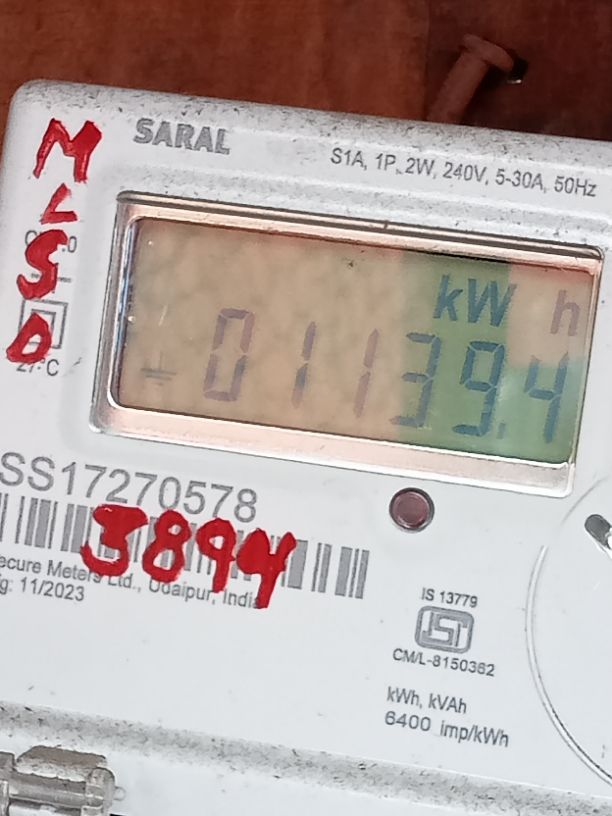 SARAL
S1A, 1P, 2W, 240V, 5-30A, 50Hz
M
L
S
D
27°C
kW h
01139.4
SS17270578
3894
ecure Meters Ltd., Udaipur, India
g: 11/2023
IS 13779
CM/L-8150362
kWh, kVAh
6400 imp/kWh